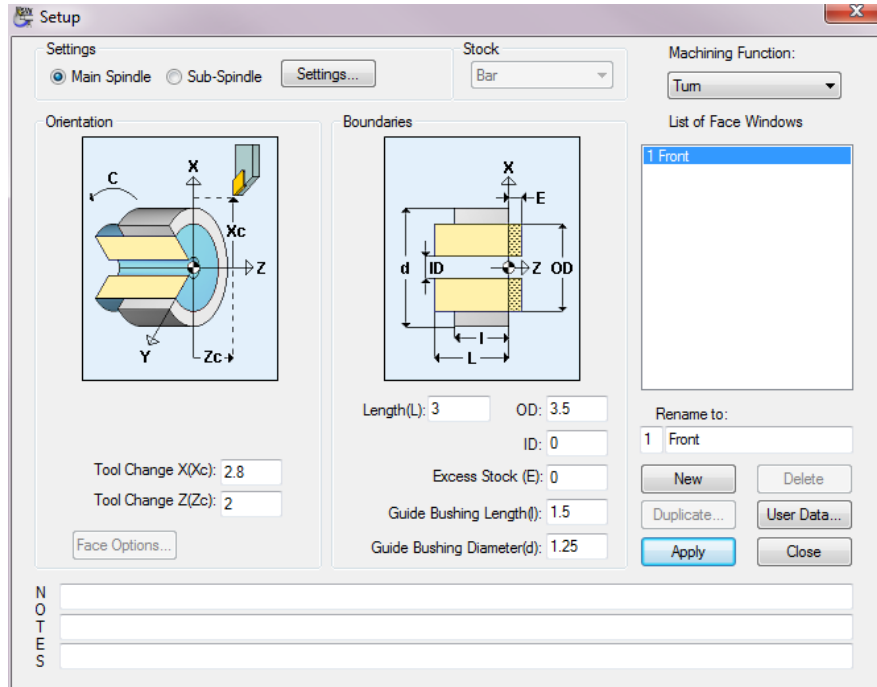 Setup
Settings
Main Spindle Sub-Spindle Settings...
Stock
Bar
Machining Function:
Turn
Orientation
C X Xc Z Y Zc
Boundaries
X E d ID Z OD I L
List of Face Windows
1 Front
Length(L): 3 OD: 3.5
ID: 0
Excess Stock (E): 0
Guide Bushing Length(l): 1.5
Guide Bushing Diameter(d): 1.25
Tool Change X(Xc): 2.8
Tool Change Z(Zc): 2
Face Options...
Rename to:
1 Front
New Delete
Duplicate... User Data...
Apply Close
NOTES